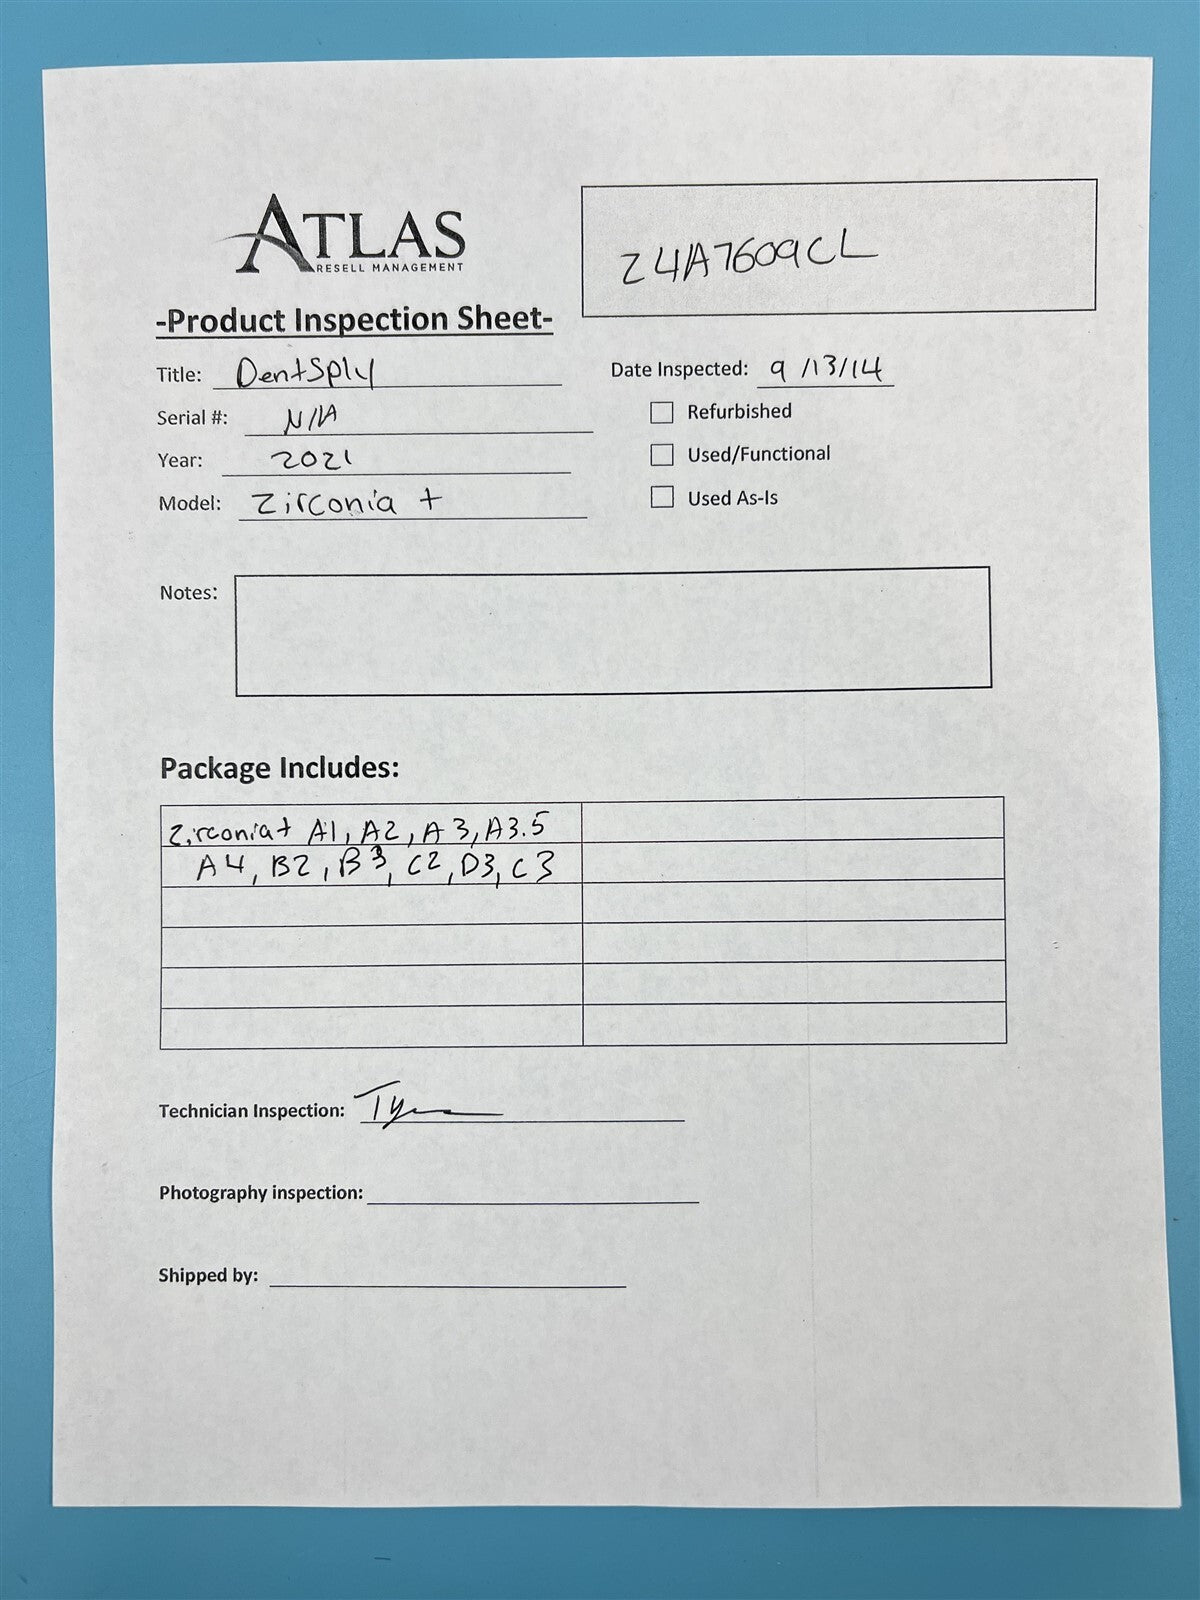 ATLAS
RESELL MANAGEMENT
24A7609CL
-Product Inspection Sheet-
Title: DentSply
Date Inspected: 9/13/14
Serial #: N/A
Refurbished
Year: 2021
Used/Functional
Model: Zirconia +
Used As-Is
Notes:
Package Includes:
Zirconia+ A1, A2, A3, A3.5
A4, B2, B3, C2, D3, C3
Technician Inspection:
Photography inspection:
Shipped by: